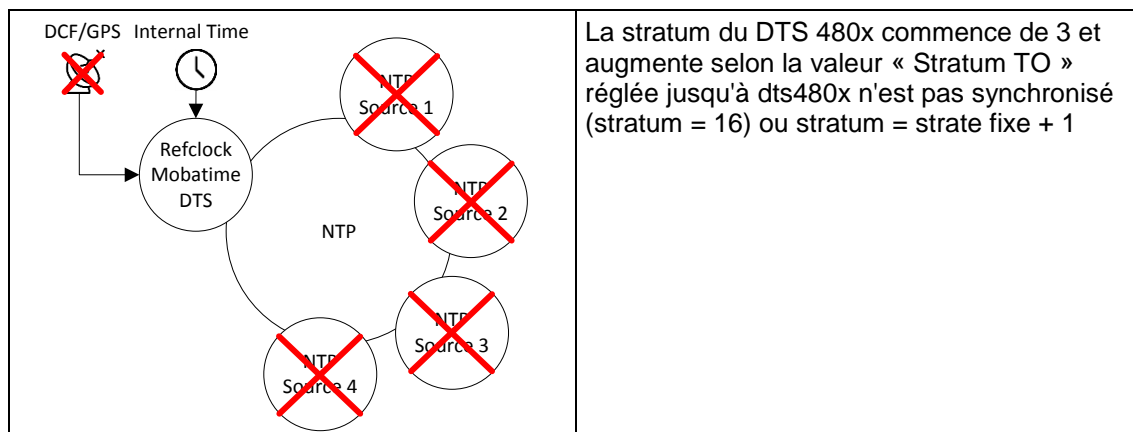 DCF/GPS Internal Time
Refclock
Mobatime
DTS
NTP
NTP
Source 1
NTP
Source 2
NTP
Source 3
NTP
Source 4
La stratum du DTS 480x commence de 3 et
augmente selon la valeur « Stratum TO »
réglée jusqu'à dts480x n'est pas synchronisé
(stratum = 16) ou stratum = strate fixe + 1